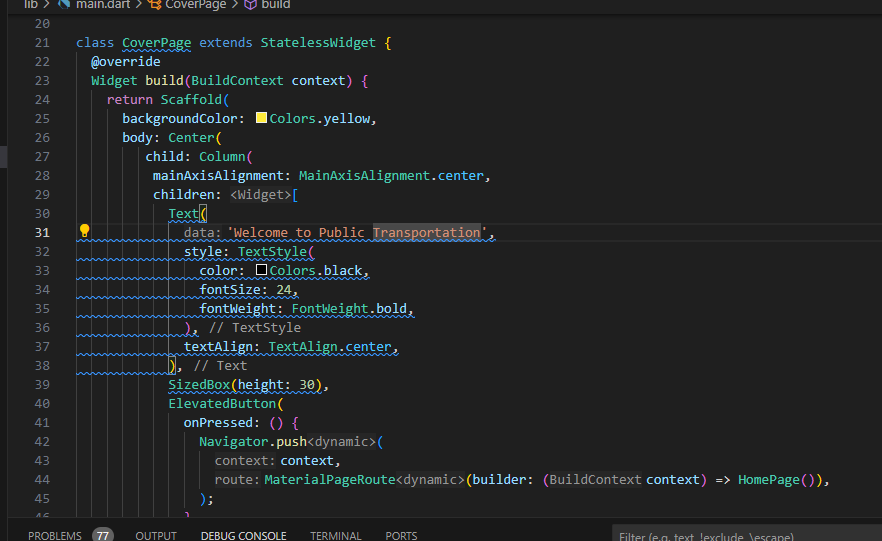 lib > main.dart > CoverPage > build
20
21 class CoverPage extends StatelessWidget {
22 @override
23 Widget build(BuildContext context) {
24 return Scaffold(
25 backgroundColor: Colors.yellow,
26 body: Center(
27 child: Column(
28 mainAxisAlignment: MainAxisAlignment.center,
29 children: <Widget>[
30 Text(
31 data: 'Welcome to Public Transportation',
32 style: TextStyle(
33 color: Colors.black,
34 fontSize: 24,
35 fontWeight: FontWeight.bold,
36 ), // TextStyle
37 textAlign: TextAlign.center,
38 ), // Text
39 SizedBox(height: 30),
40 ElevatedButton(
41 onPressed: () {
42 Navigator.push<dynamic>(
43 context: context,
44 route: MaterialPageRoute<dynamic>(builder: (BuildContext context) => HomePage()),
45 );
46 }
PROBLEMS 77 OUTPUT DEBUG CONSOLE TERMINAL PORTS Filter (e.g. text, !exclude, \escape)